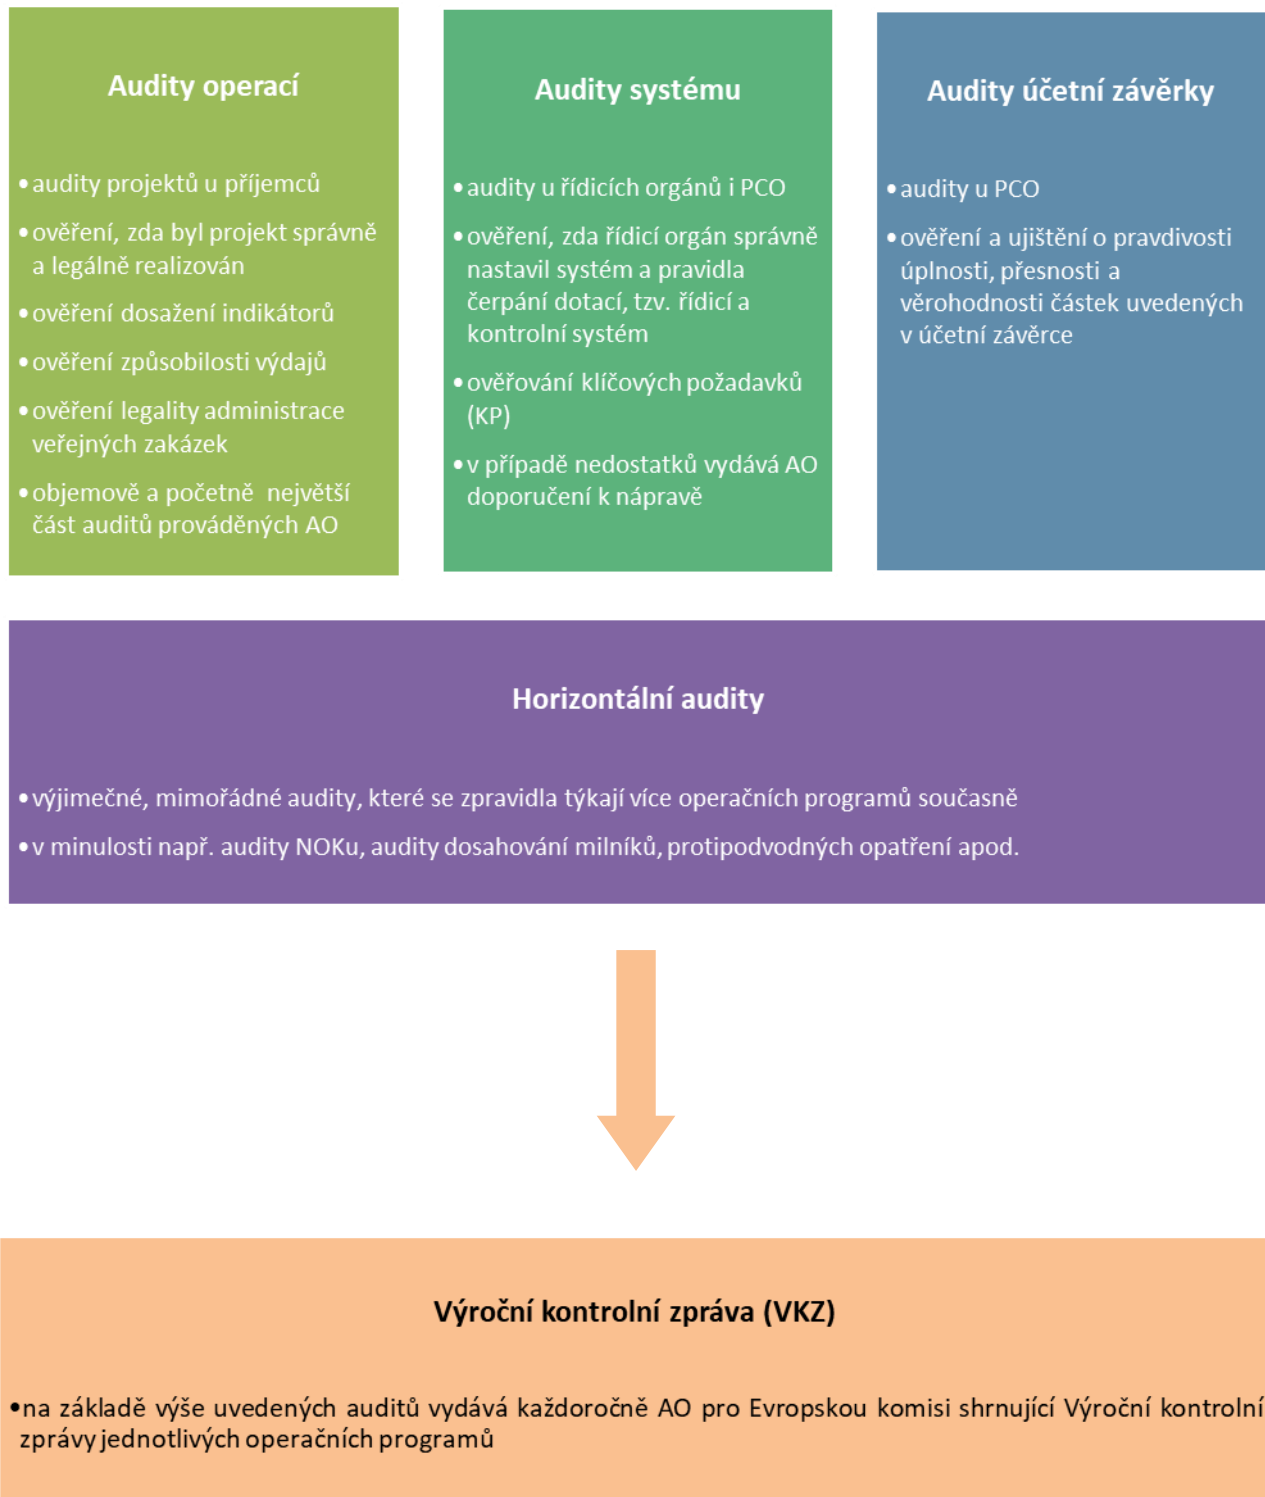 Audity operací
•audity projektů u příjemců
•ověření, zda byl projekt správně
a legálně realizován
•ověření dosažení indikátorů
•ověření způsobilosti výdajů
•ověření legality administrace
veřejných zakázek
•objemově a početně  největší
část auditů prováděných AO
Audity systému
•audity u řídicích orgánů i PCO
•ověření, zda řídicí orgán správně
nastavil systém a pravidla
čerpání dotací, tzv. řídicí a
kontrolní systém
•ověřování klíčových požadavků
(KP)
•v případě nedostatků vydává AO
doporučení k nápravě
Audity účetní závěrky
•audity u PCO
•ověření a ujištění o pravdivosti
úplnosti, přesnosti a
věrohodnosti částek uvedených
v účetní závěrce
Horizontální audity
•výjimečné, mimořádné audity, které se zpravidla týkají více operačních programů současně
•v minulosti např. audity NOKu, audity dosahování milníků, protipodvodných opatření apod.
Výroční kontrolní zpráva (VKZ)
•na základě výše uvedených auditů vydává každoročně AO pro Evropskou komisi shrnující Výroční kontrolní
zprávy jednotlivých operačních programů